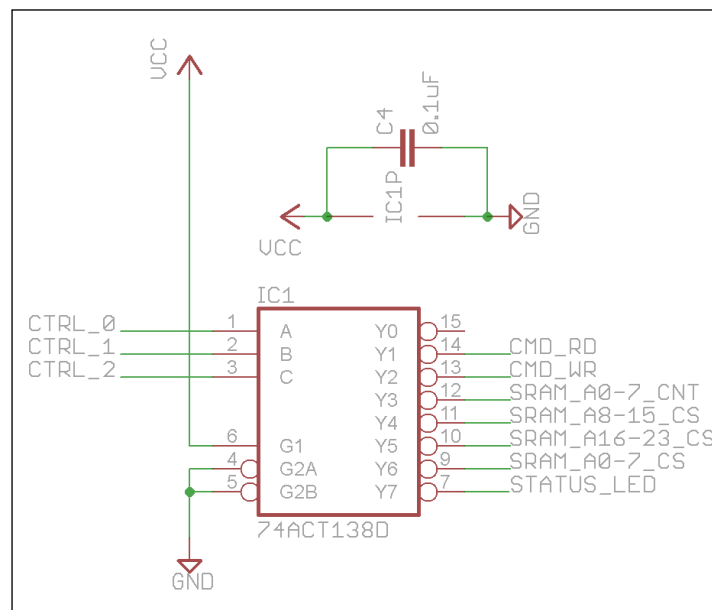 VCC
C4
0.1uF
IC1P
VCC
GND
IC1
CTRL_0 1 A Y0 15
CTRL_1 2 B Y1 14 CMD_RD
CTRL_2 3 C Y2 13 CMD_WR
Y3 12 SRAM_A0-7_CNT
Y4 11 SRAM_A8-15_CS
6 G1 Y5 10 SRAM_A16-23_CS
4 G2A Y6 9 SRAM_A0-7_CS
5 G2B Y7 7 STATUS_LED
74ACT138D
GND